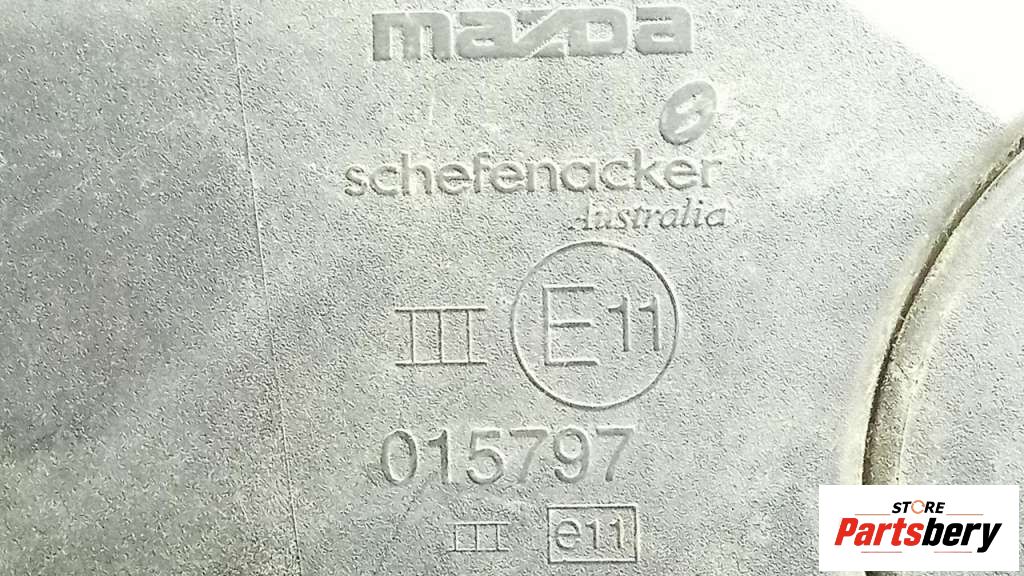 mazda
schefenacker
Australia
III E11
015797
III e11
STORE
Partsbery